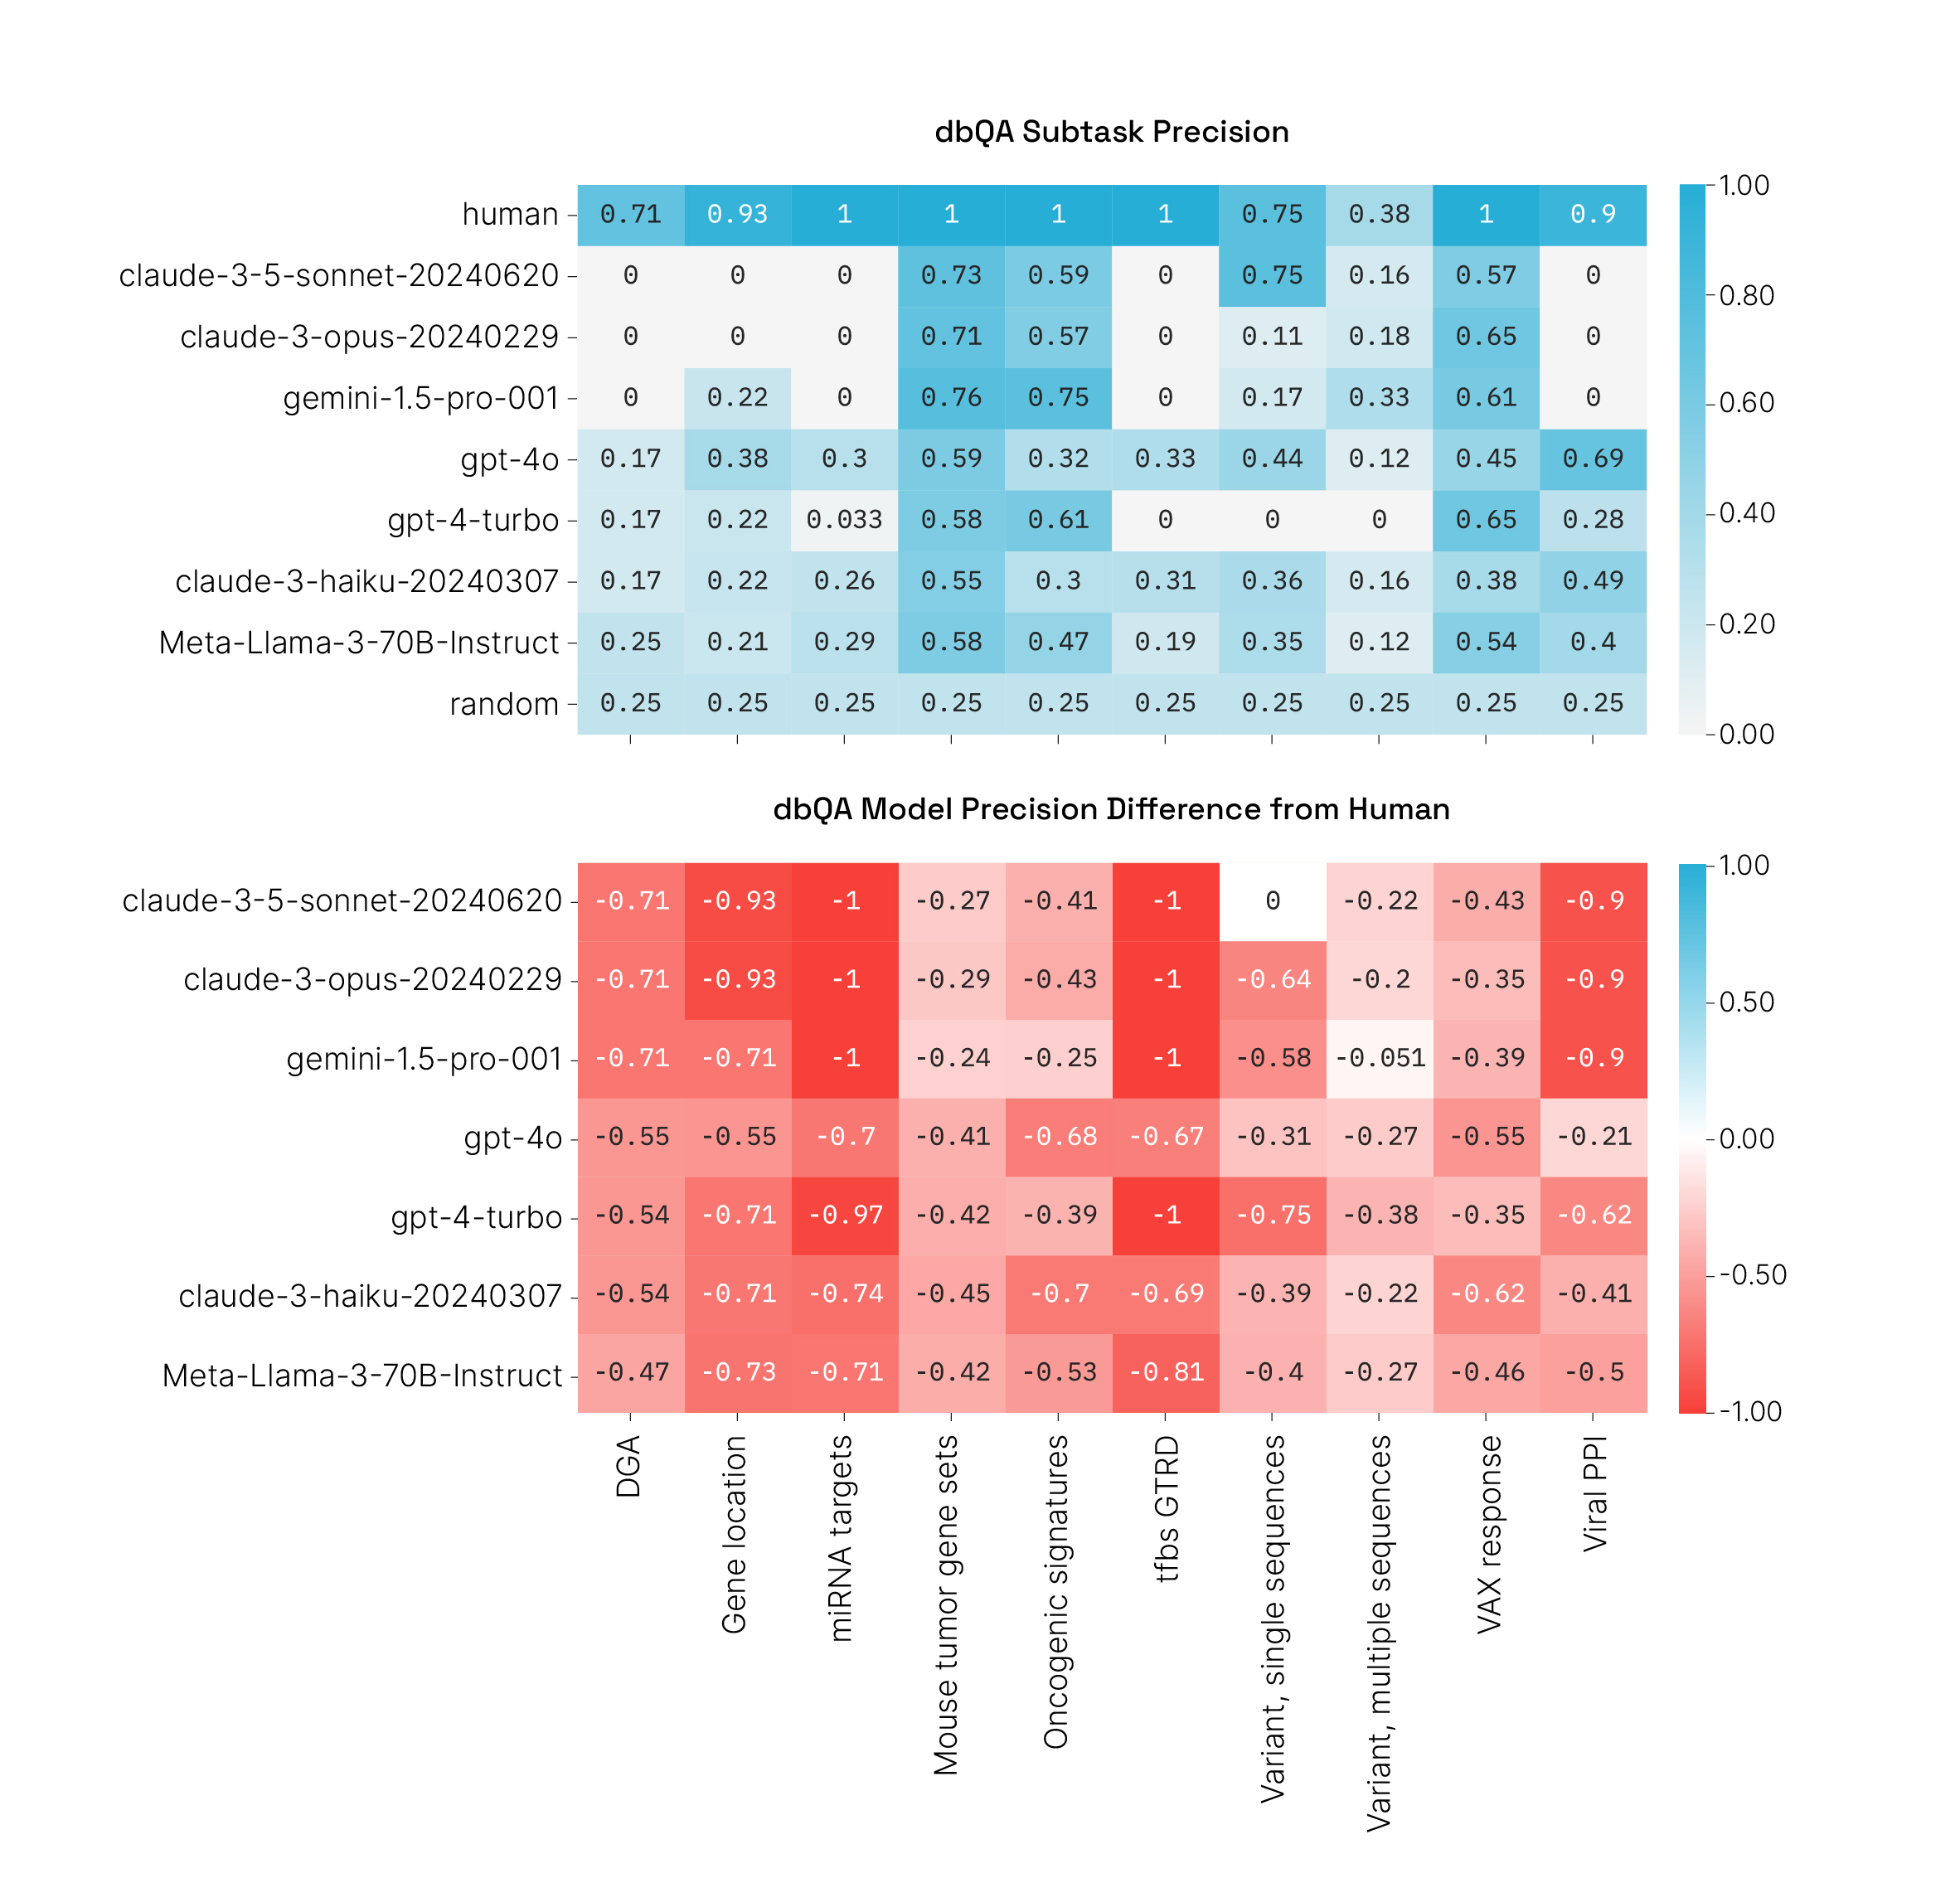 dbQA Subtask Precision
human 0.71 0.93 1 1 1 1 0.75 0.38 1 0.9
claude-3-5-sonnet-20240620 0 0 0 0.73 0.59 0 0.75 0.16 0.57 0
claude-3-opus-20240229 0 0 0 0.71 0.57 0 0.11 0.18 0.65 0
gemini-1.5-pro-001 0 0.22 0 0.76 0.75 0 0.17 0.33 0.61 0
gpt-4o 0.17 0.38 0.3 0.59 0.32 0.33 0.44 0.12 0.45 0.69
gpt-4-turbo 0.17 0.22 0.033 0.58 0.61 0 0 0 0.65 0.28
claude-3-haiku-20240307 0.17 0.22 0.26 0.55 0.3 0.31 0.36 0.16 0.38 0.49
Meta-Llama-3-70B-Instruct 0.25 0.21 0.29 0.58 0.47 0.19 0.35 0.12 0.54 0.4
random 0.25 0.25 0.25 0.25 0.25 0.25 0.25 0.25 0.25 0.25
1.00
0.80
0.60
0.40
0.20
0.00
dbQA Model Precision Difference from Human
claude-3-5-sonnet-20240620 -0.71 -0.93 -1 -0.27 -0.41 -1 0 -0.22 -0.43 -0.9
claude-3-opus-20240229 -0.71 -0.93 -1 -0.29 -0.43 -1 -0.64 -0.2 -0.35 -0.9
gemini-1.5-pro-001 -0.71 -0.71 -1 -0.24 -0.25 -1 -0.58 -0.051 -0.39 -0.9
gpt-4o -0.55 -0.55 -0.7 -0.41 -0.68 -0.67 -0.31 -0.27 -0.55 -0.21
gpt-4-turbo -0.54 -0.71 -0.97 -0.42 -0.39 -1 -0.75 -0.38 -0.35 -0.62
claude-3-haiku-20240307 -0.54 -0.71 -0.74 -0.45 -0.7 -0.69 -0.39 -0.22 -0.62 -0.41
Meta-Llama-3-70B-Instruct -0.47 -0.73 -0.71 -0.42 -0.53 -0.81 -0.4 -0.27 -0.46 -0.5
1.00
0.50
0.00
-0.50
-1.00
DGA
Gene location
miRNA targets
Mouse tumor gene sets
Oncogenic signatures
tfbs GTRD
Variant, single sequences
Variant, multiple sequences
VAX response
Viral PPI